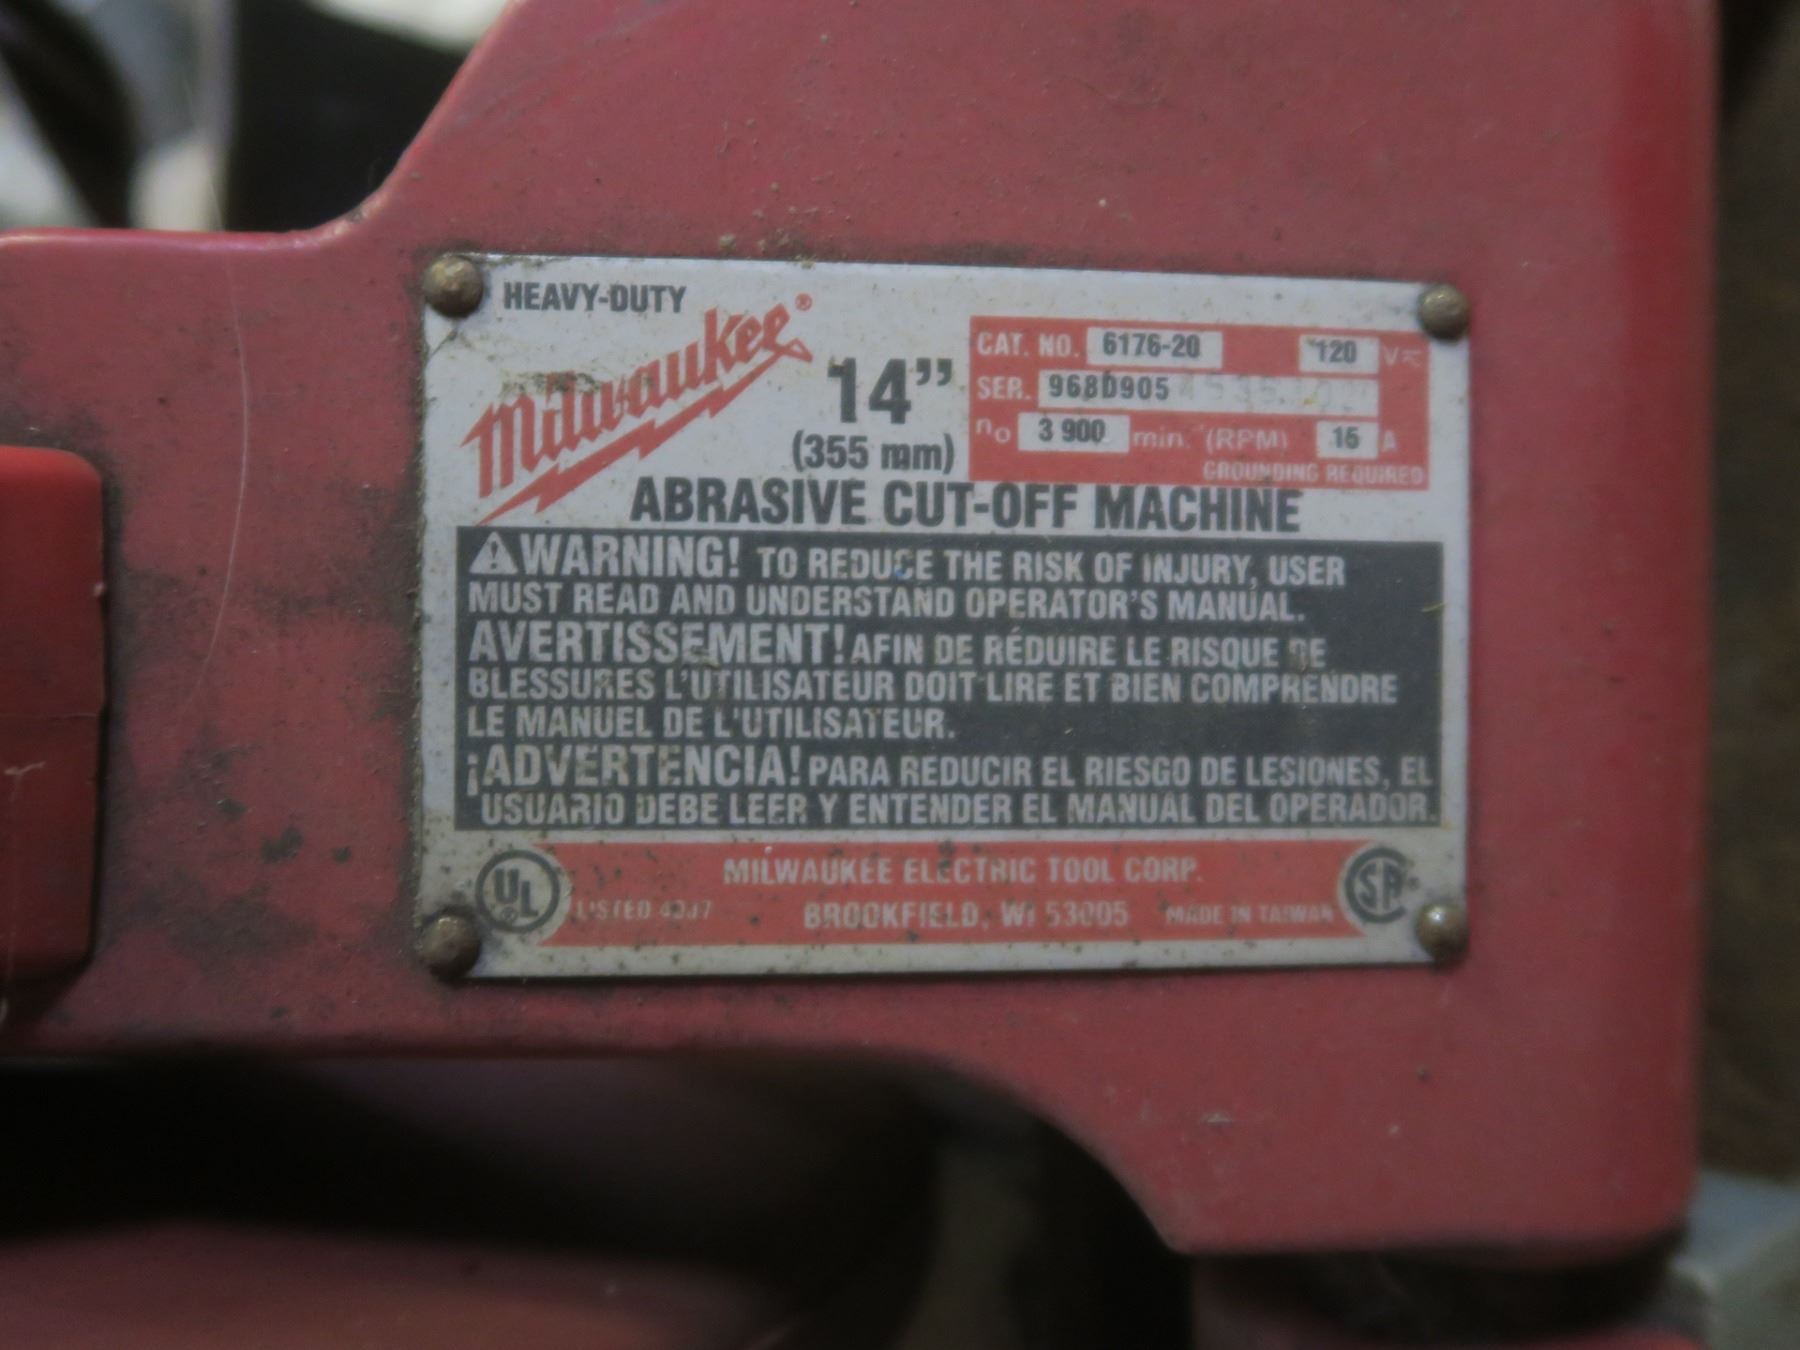 HEAVY-DUTY
Milwaukee®
14”
(355 mm)
CAT. NO. 6176-20 120 V
SER. 968D905
no 3 900 min. (RPM) 15 A
GROUNDING REQUIRED
ABRASIVE CUT-OFF MACHINE
WARNING! TO REDUCE THE RISK OF INJURY, USER
MUST READ AND UNDERSTAND OPERATOR'S MANUAL.
AVERTISSEMENT! AFIN DE RÉDUIRE LE RISQUE DE
BLESSURES L'UTILISATEUR DOIT LIRE ET BIEN COMPRENDRE
LE MANUEL DE L'UTILISATEUR.
¡ADVERTENCIA! PARA REDUCIR EL RIESGO DE LESIONES, EL
USUARIO DEBE LEER Y ENTENDER EL MANUAL DEL OPERADOR.
UL®
LISTED
MILWAUKEE ELECTRIC TOOL CORP.
BROOKFIELD, WI 53005 MADE IN TAIWAN
SA®